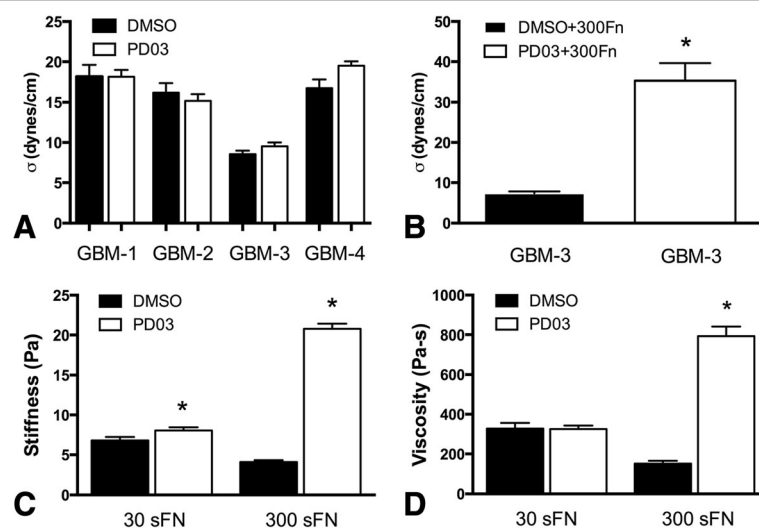 25
20
15
10
5
0
σ (dynes/cm)
DMSO
PD03
GBM-1 GBM-2 GBM-3 GBM-4
A
50
40
30
20
10
0
σ (dynes/cm)
DMSO+300Fn
PD03+300Fn
*
GBM-3 GBM-3
B
25
20
15
10
5
0
Stiffness (Pa)
DMSO
PD03
*
*
30 sFN 300 sFN
C
1000
800
600
400
200
0
Viscosity (Pa-s)
DMSO
PD03
*
30 sFN 300 sFN
D